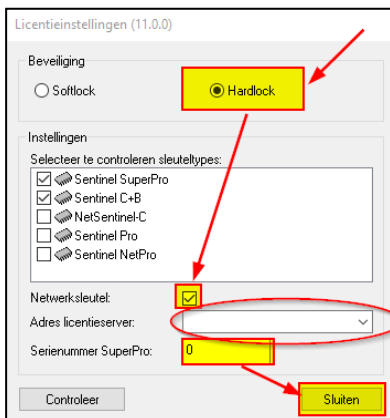 Licentieinstellingen (11.0.0)
Beveiliging
Softlock
Hardlock
Instellingen
Selecteer te controleren sleuteltypes:
Sentinel SuperPro
Sentinel C+B
NetSentinel-C
Sentinel Pro
Sentinel NetPro
Netwerksleutel:
Adres licentieserver:
Serienummer SuperPro:
0
Controleer
Sluiten